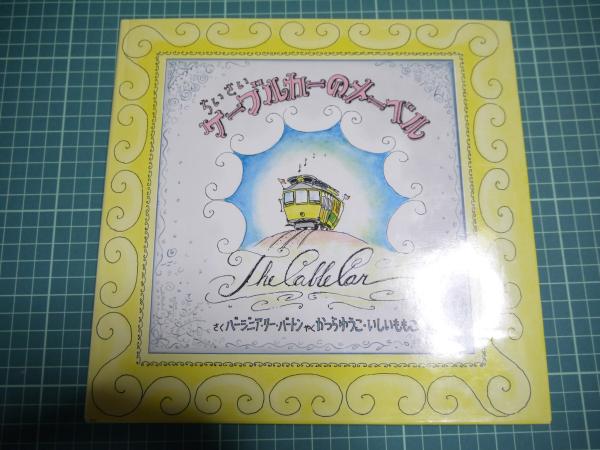 ちいさい
ケーブルカーのメーベル
The Cable Car
さく バージニア・リー・バートン やく かつらゆうこ・いしいももこ